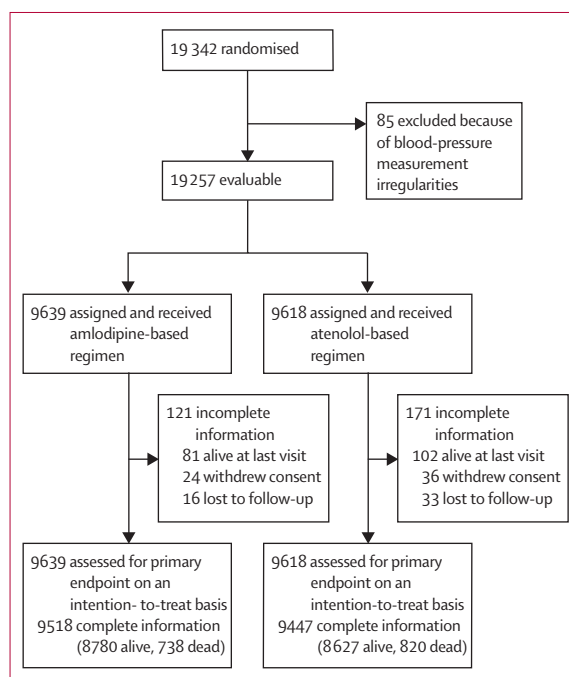 19 342 randomised
85 excluded because
of blood-pressure
measurement
irregularities
19 257 evaluable
9639 assigned and received
amlodipine-based
regimen
9618 assigned and received
atenolol-based
regimen
121 incomplete
information
81 alive at last visit
24 withdrew consent
16 lost to follow-up
171 incomplete
information
102 alive at last visit
36 withdrew consent
33 lost to follow-up
9639 assessed for primary
endpoint on an
intention- to-treat basis
9518 complete information
(8780 alive, 738 dead)
9618 assessed for primary
endpoint on an
intention-to-treat basis
9447 complete information
(8627 alive, 820 dead)